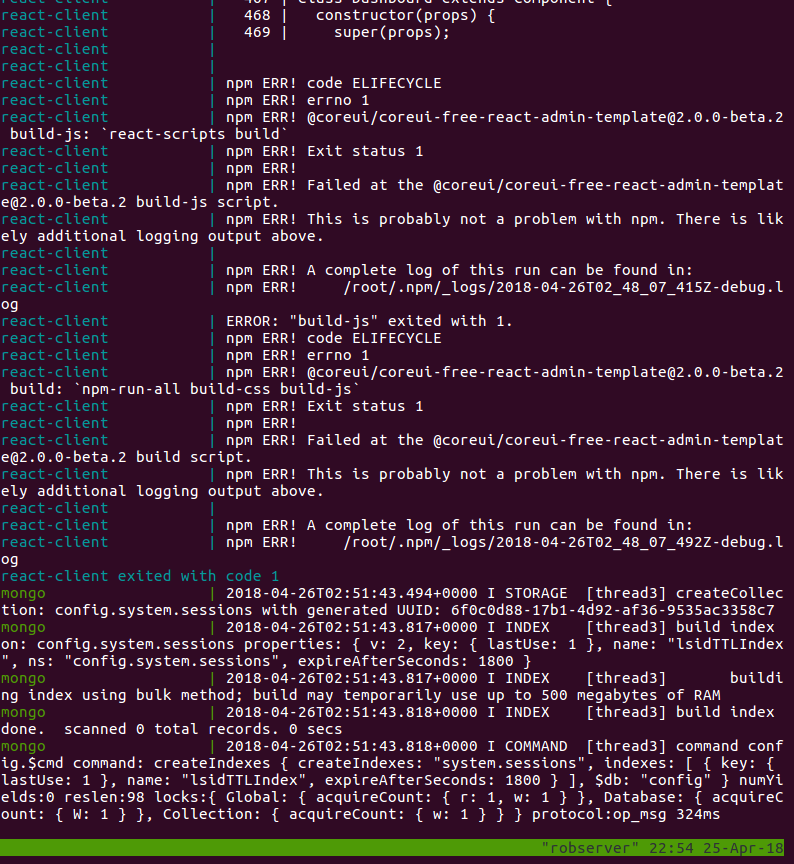 react-client | 467 | class Dashboard extends Component {
react-client | 468 | constructor(props) {
react-client | 469 | super(props);
react-client |
react-client |
react-client | npm ERR! code ELIFECYCLE
react-client | npm ERR! errno 1
react-client | npm ERR! @coreui/coreui-free-react-admin-template@2.0.0-beta.2
build-js: `react-scripts build`
react-client | npm ERR! Exit status 1
react-client | npm ERR!
react-client | npm ERR! Failed at the @coreui/coreui-free-react-admin-templat
e@2.0.0-beta.2 build-js script.
react-client | npm ERR! This is probably not a problem with npm. There is lik
ely additional logging output above.
react-client |
react-client | npm ERR! A complete log of this run can be found in:
react-client | npm ERR! /root/.npm/_logs/2018-04-26T02_48_07_415Z-debug.l
og
react-client | ERROR: "build-js" exited with 1.
react-client | npm ERR! code ELIFECYCLE
react-client | npm ERR! errno 1
react-client | npm ERR! @coreui/coreui-free-react-admin-template@2.0.0-beta.2
build: `npm-run-all build-css build-js`
react-client | npm ERR! Exit status 1
react-client | npm ERR!
react-client | npm ERR! Failed at the @coreui/coreui-free-react-admin-templat
e@2.0.0-beta.2 build script.
react-client | npm ERR! This is probably not a problem with npm. There is lik
ely additional logging output above.
react-client |
react-client | npm ERR! A complete log of this run can be found in:
react-client | npm ERR! /root/.npm/_logs/2018-04-26T02_48_07_492Z-debug.l
og
react-client exited with code 1
mongo | 2018-04-26T02:51:43.494+0000 I STORAGE [thread3] createCollec
tion: config.system.sessions with generated UUID: 6f0c0d88-17b1-4d92-af36-9535ac3358c7
mongo | 2018-04-26T02:51:43.817+0000 I INDEX [thread3] build index
on: config.system.sessions properties: { v: 2, key: { lastUse: 1 }, name: "lsidTTLIndex
", ns: "config.system.sessions", expireAfterSeconds: 1800 }
mongo | 2018-04-26T02:51:43.817+0000 I INDEX [thread3] buildi
ng index using bulk method; build may temporarily use up to 500 megabytes of RAM
mongo | 2018-04-26T02:51:43.818+0000 I INDEX [thread3] build index
done. scanned 0 total records. 0 secs
mongo | 2018-04-26T02:51:43.818+0000 I COMMAND [thread3] command conf
ig.$cmd command: createIndexes { createIndexes: "system.sessions", indexes: [ { key: {
lastUse: 1 }, name: "lsidTTLIndex", expireAfterSeconds: 1800 } ], $db: "config" } numYi
elds:0 reslen:98 locks:{ Global: { acquireCount: { r: 1, w: 1 } }, Database: { acquireC
ount: { W: 1 } }, Collection: { acquireCount: { w: 1 } } } protocol:op_msg 324ms
"robserver" 22:54 25-Apr-18